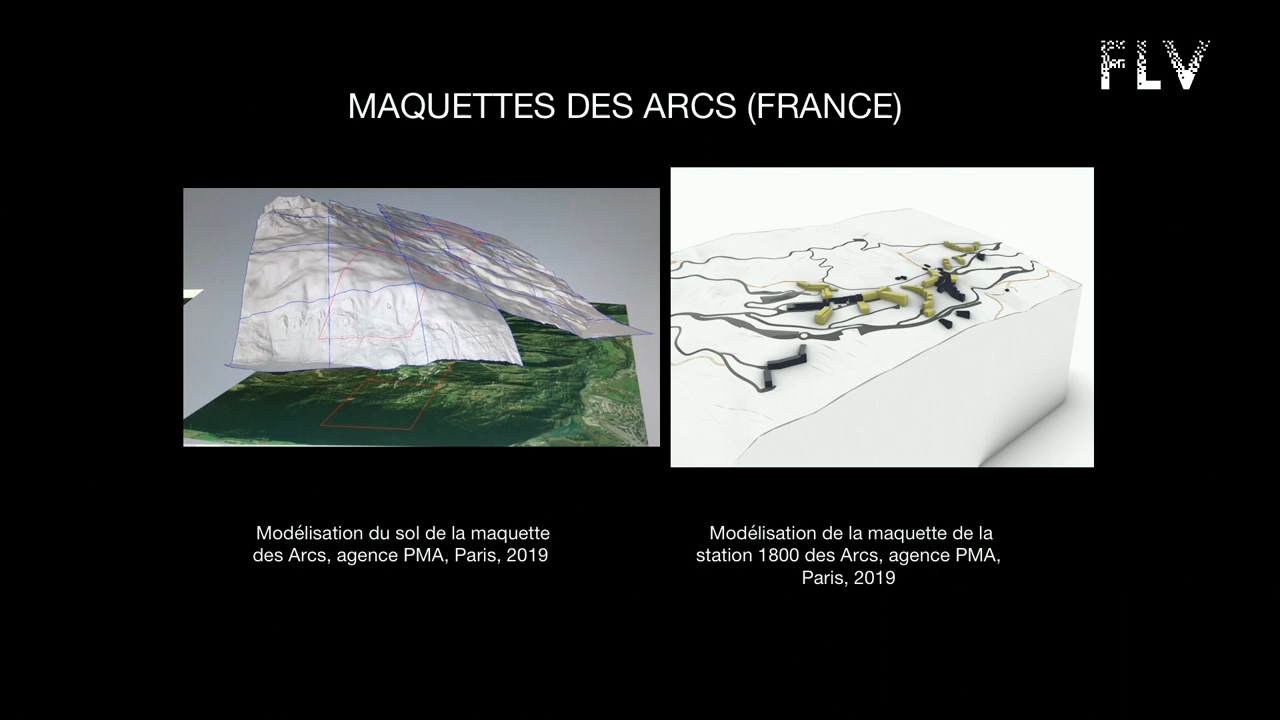 FLV
MAQUETTES DES ARCS (FRANCE)
Modélisation du sol de la maquette
des Arcs, agence PMA, Paris, 2019
Modélisation de la maquette de la
station 1800 des Arcs, agence PMA,
Paris, 2019